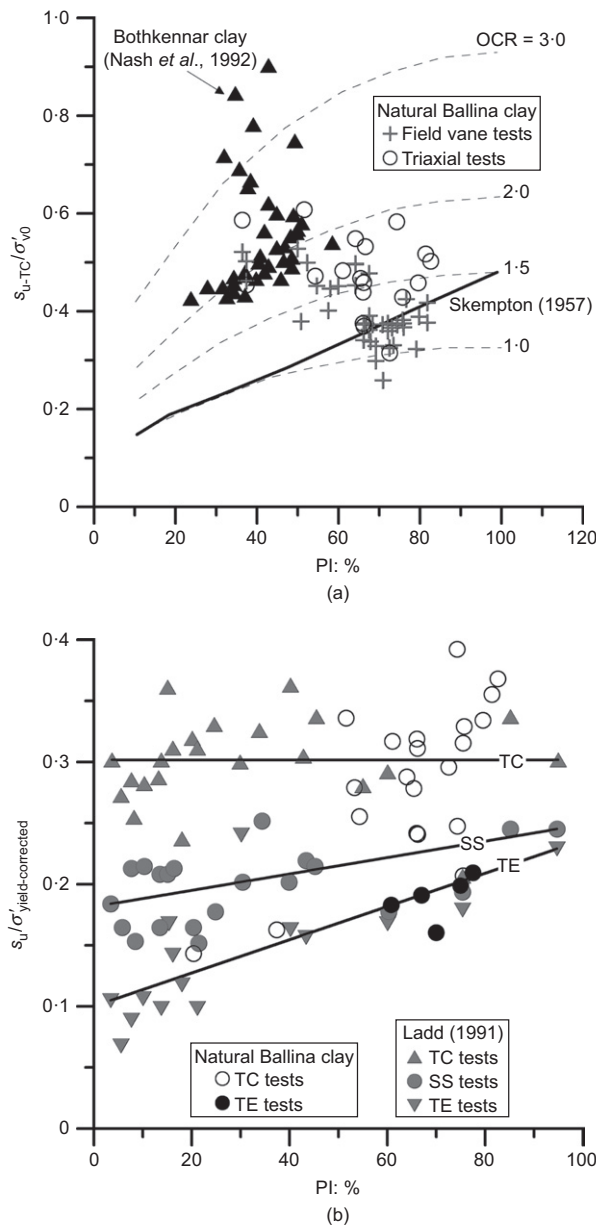 1·0
Bothkennar clay
(Nash et al., 1992)
OCR = 3·0
0·8
Natural Ballina clay
Field vane tests
Triaxial tests
0·6
2·0
su-TC/σ′v0
1·5
0·4
Skempton (1957)
1·0
0·2
0
0 20 40 60 80 100 120
PI: %
(a)
0·4
0·3
TC
SS
TE
su/σ′yield-corrected
0·2
0·1
Natural Ballina clay
TC tests
TE tests
Ladd (1991)
TC tests
SS tests
TE tests
0
0 20 40 60 80 100
PI: %
(b)